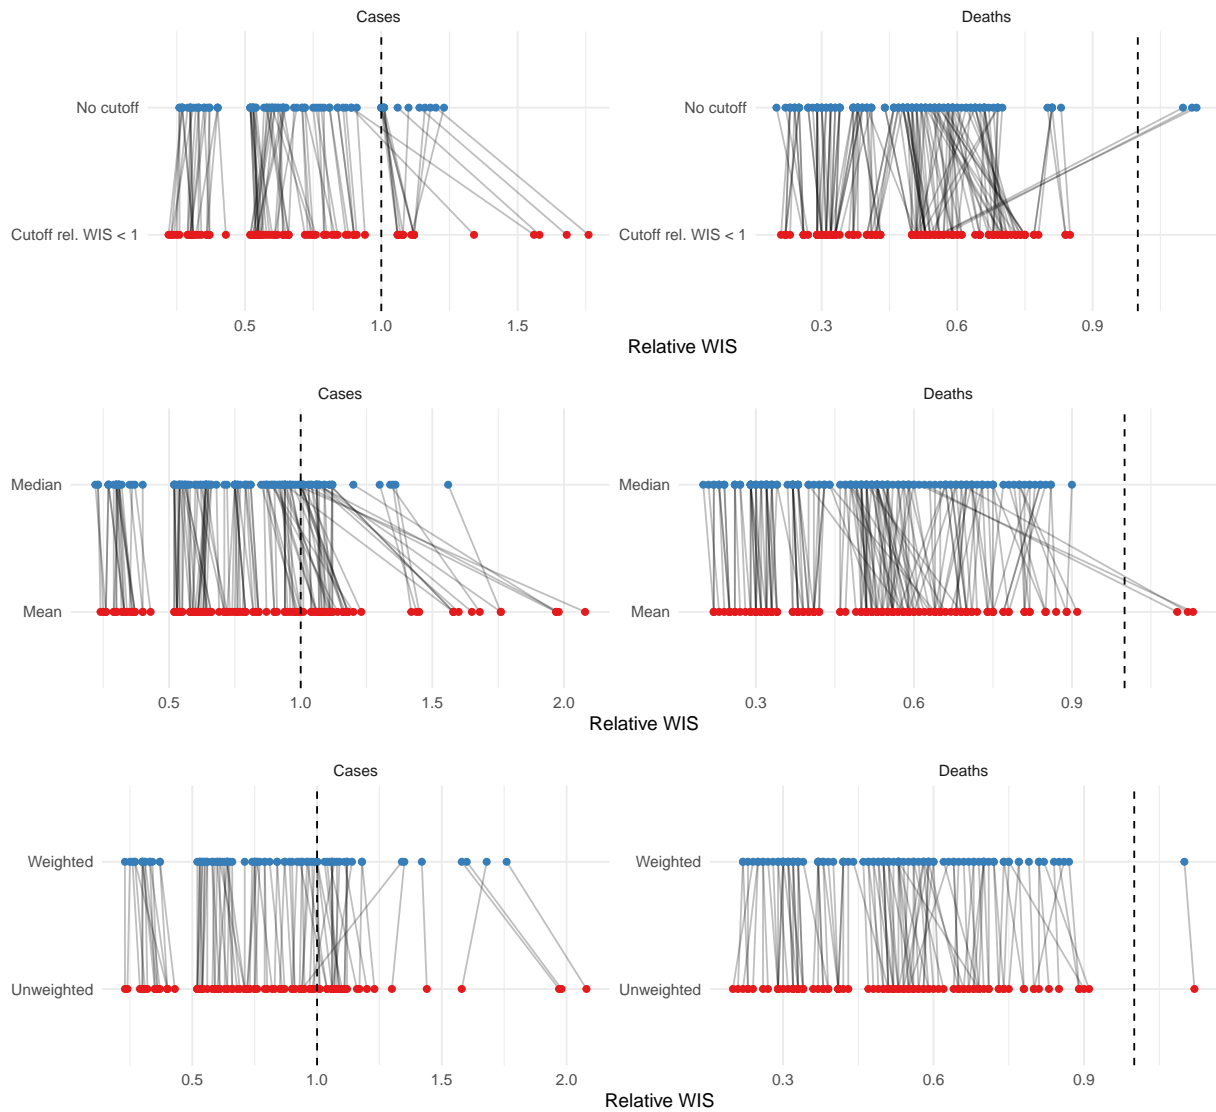 Cases Deaths
No cutoff No cutoff
Cutoff rel. WIS < 1 Cutoff rel. WIS < 1
0.5 1.0 1.5 0.3 0.6 0.9
Relative WIS
Cases Deaths
Median Median
Mean Mean
0.5 1.0 1.5 2.0 0.3 0.6 0.9
Relative WIS
Cases Deaths
Weighted Weighted
Unweighted Unweighted
0.5 1.0 1.5 2.0 0.3 0.6 0.9
Relative WIS